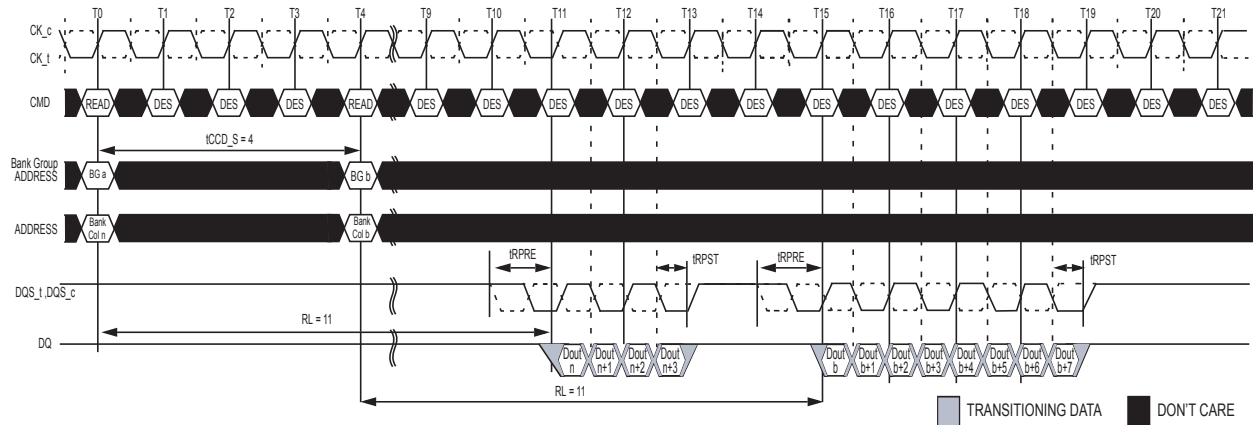 T0 T1 T2 T3 T4 T9 T10 T11 T12 T13 T14 T15 T16 T17 T18 T19 T20 T21
CK_c
CK_t
CMD READ DES DES DES READ DES DES DES DES DES DES DES DES DES DES DES DES DES
tCCD_S = 4
Bank Group
ADDRESS BG a BG b
ADDRESS
Bank
Col n
Bank
Col b
tRPRE tRPST tRPRE tRPST
DQS_t ,DQS_c
RL = 11
DQ
Dout
n
Dout
n+1
Dout
n+2
Dout
n+3
Dout
b
Dout
b+1
Dout
b+2
Dout
b+3
Dout
b+4
Dout
b+5
Dout
b+6
Dout
b+7
RL = 11
TRANSITIONING DATA DON'T CARE